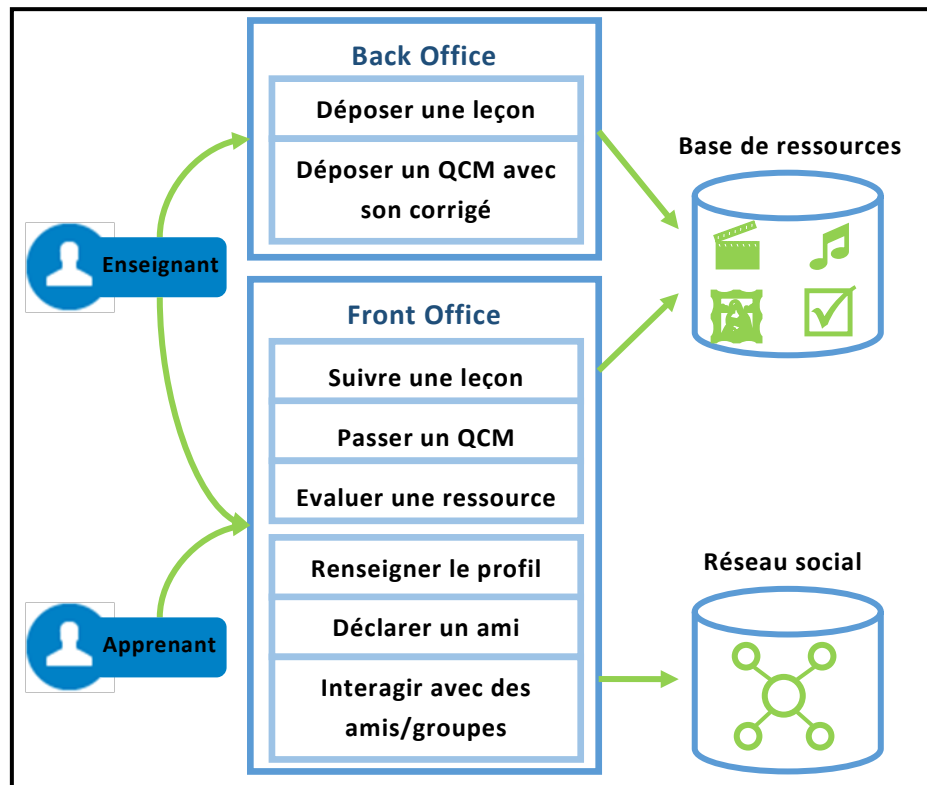 Back Office
Déposer une leçon
Déposer un QCM avec
son corrigé
Base de ressources
Enseignant
Front Office
Suivre une leçon
Passer un QCM
Evaluer une ressource
Renseigner le profil
Déclarer un ami
Interagir avec des
amis/groupes
Réseau social
Apprenant